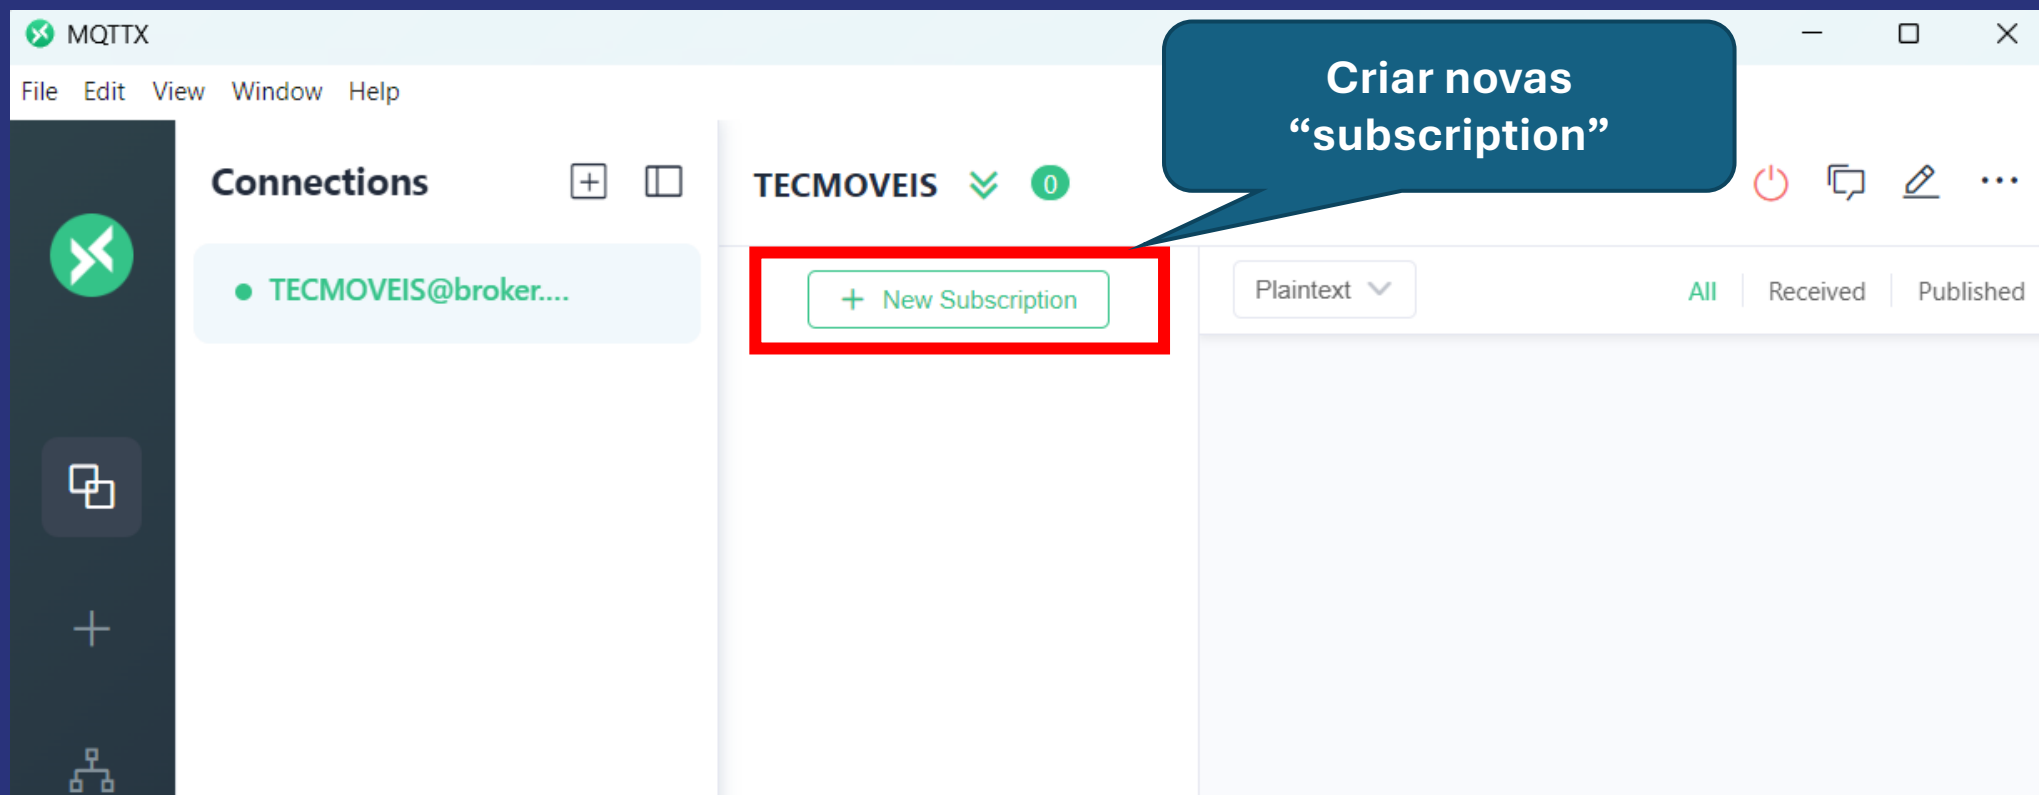 MQTTX
File Edit View Window Help
Criar novas
“subscription”
Connections
TECMOVEIS 0
TECMOVEIS@broker....
+ New Subscription
Plaintext
All Received Published